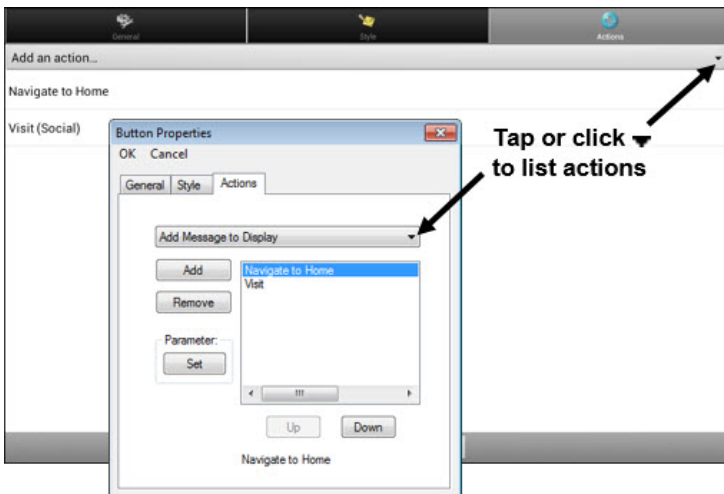 General
Style
Actions
Add an action...
Navigate to Home
Visit (Social)
Button Properties
OK Cancel
General Style Actions
Add Message to Display
Add
Remove
Parameter:
Set
Navigate to Home
Visit
Up Down
Navigate to Home
Tap or click
to list actions